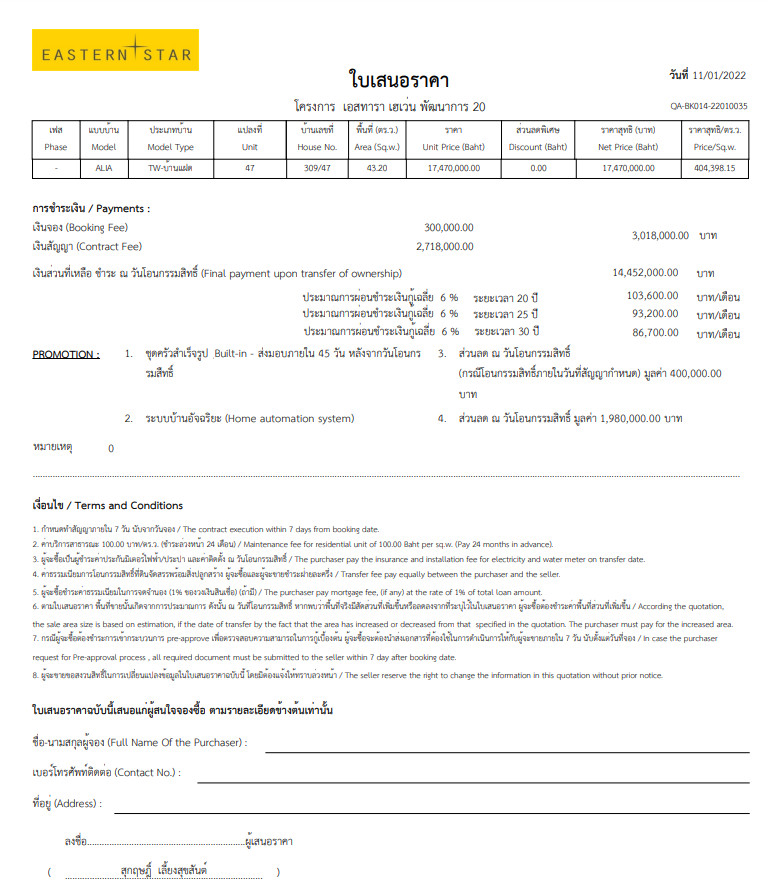 EASTERN STAR
ใบเสนอราคา
วันที่ 11/01/2022
โครงการ เอสทารา เฮเว่น พัฒนาการ 20
QA-BK014-22010035
เฟส แบบบ้าน ประเภทบ้าน แปลงที่ บ้านเลขที่ พื้นที่ (ตร.ว.) ราคา ส่วนลดพิเศษ ราคาสุทธิ (บาท) ราคาสุทธิ/ตร.ว.
Phase Model Model Type Unit House No. Area (Sq.w.) Unit Price (Baht) Discount (Baht) Net Price (Baht) Price/Sq.w.
- ALIA TW-บ้านแฝด 47 309/47 43.20 17,470,000.00 0.00 17,470,000.00 404,398.15
การชำระเงิน / Payments :
เงินจอง (Booking Fee) 300,000.00
3,018,000.00 บาท
เงินสัญญา (Contract Fee) 2,718,000.00
เงินส่วนที่เหลือ ชำระ ณ วันโอนกรรมสิทธิ์ (Final payment upon transfer of ownership) 14,452,000.00 บาท
ประมาณการผ่อนชำระเงินกู้เฉลี่ย 6 % ระยะเวลา 20 ปี 103,600.00 บาท/เดือน
ประมาณการผ่อนชำระเงินกู้เฉลี่ย 6 % ระยะเวลา 25 ปี 93,200.00 บาท/เดือน
ประมาณการผ่อนชำระเงินกู้เฉลี่ย 6 % ระยะเวลา 30 ปี 86,700.00 บาท/เดือน
PROMOTION : 1. ชุดครัวสำเร็จรูป Built-in - ส่งมอบภายใน 45 วัน หลังจากวันโอนกร
รมสิทธิ์
3. ส่วนลด ณ วันโอนกรรมสิทธิ์
(กรณีโอนกรรมสิทธิ์ภายในวันที่สัญญากำหนด) มูลค่า 400,000.00
บาท
2. ระบบบ้านอัจฉริยะ (Home automation system) 4. ส่วนลด ณ วันโอนกรรมสิทธิ์ มูลค่า 1,980,000.00 บาท
หมายเหตุ 0
เงื่อนไข / Terms and Conditions
1. กำหนดทำสัญญาภายใน 7 วัน นับจากวันจอง / The contract execution within 7 days from booking date.
2. ค่าบริการสาธารณะ 100.00 บาท/ตร.ว. (ชำระล่วงหน้า 24 เดือน) / Maintenance fee for residential unit of 100.00 Baht per sq.w. (Pay 24 months in advance).
3. ผู้จะซื้อเป็นผู้ชำระค่าประกันมิเตอร์ไฟฟ้า/ประปา และค่าติดตั้ง ณ วันโอนกรรมสิทธิ์ / The purchaser pay the insurance and installation fee for electricity and water meter on transfer date.
4. ค่าธรรมเนียมการโอนกรรมสิทธิ์ที่ดินจัดสรรพร้อมสิ่งปลูกสร้าง ผู้จะซื้อและผู้จะขายชำระฝ่ายละครึ่ง / Transfer fee pay equally between the purchaser and the seller.
5. ผู้จะซื้อชำระค่าธรรมเนียมในการจดจำนอง (1% ของวงเงินสินเชื่อ) (ถ้ามี) / The purchaser pay mortgage fee, (if any) at the rate of 1% of total loan amount.
6. ตามใบเสนอราคา พื้นที่ขายนั้นเกิดจากการประมาณการ ดังนั้น ณ วันที่โอนกรรมสิทธิ์ หากพบว่าพื้นที่จริงมีสัดส่วนที่เพิ่มขึ้นหรือลดลงจากที่ระบุไว้ในใบเสนอราคา ผู้จะซื้อต้องชำระค่าพื้นที่ส่วนที่เพิ่มขึ้น / According the quotation,
the sale area size is based on estimation, if the date of transfer by the fact that the area has increased or decreased from that specified in the quotation. The purchaser must pay for the increased area.
7. กรณีผู้จะซื้อต้องชำระการเข้ากระบวนการ pre-approve เพื่อตรวจสอบความสามารถในการกู้เบื้องต้น ผู้จะซื้อจะต้องนำส่งเอกสารที่ต้องใช้ในการดำเนินการให้กับผู้จะขายภายใน 7 วัน นับตั้งแต่วันที่จอง / In case the purchaser
request for Pre-approval process , all required document must be submitted to the seller within 7 day after booking date.
8. ผู้จะขายขอสงวนสิทธิ์ในการเปลี่ยนแปลงข้อมูลในใบเสนอราคาฉบับนี้ โดยมิต้องแจ้งให้ทราบล่วงหน้า / The seller reserve the right to change the information in this quotation without prior notice.
ใบเสนอราคาฉบับนี้เสนอแก่ผู้สนใจจองซื้อ ตามรายละเอียดข้างต้นเท่านั้น
ชื่อ-นามสกุลผู้จอง (Full Name Of the Purchaser) :
เบอร์โทรศัพท์ติดต่อ (Contact No.) :
ที่อยู่ (Address) :
ลงชื่อ............................................................ผู้เสนอราคา
( สุกฤษฎิ์ เลี้ยงสุขสันต์ )